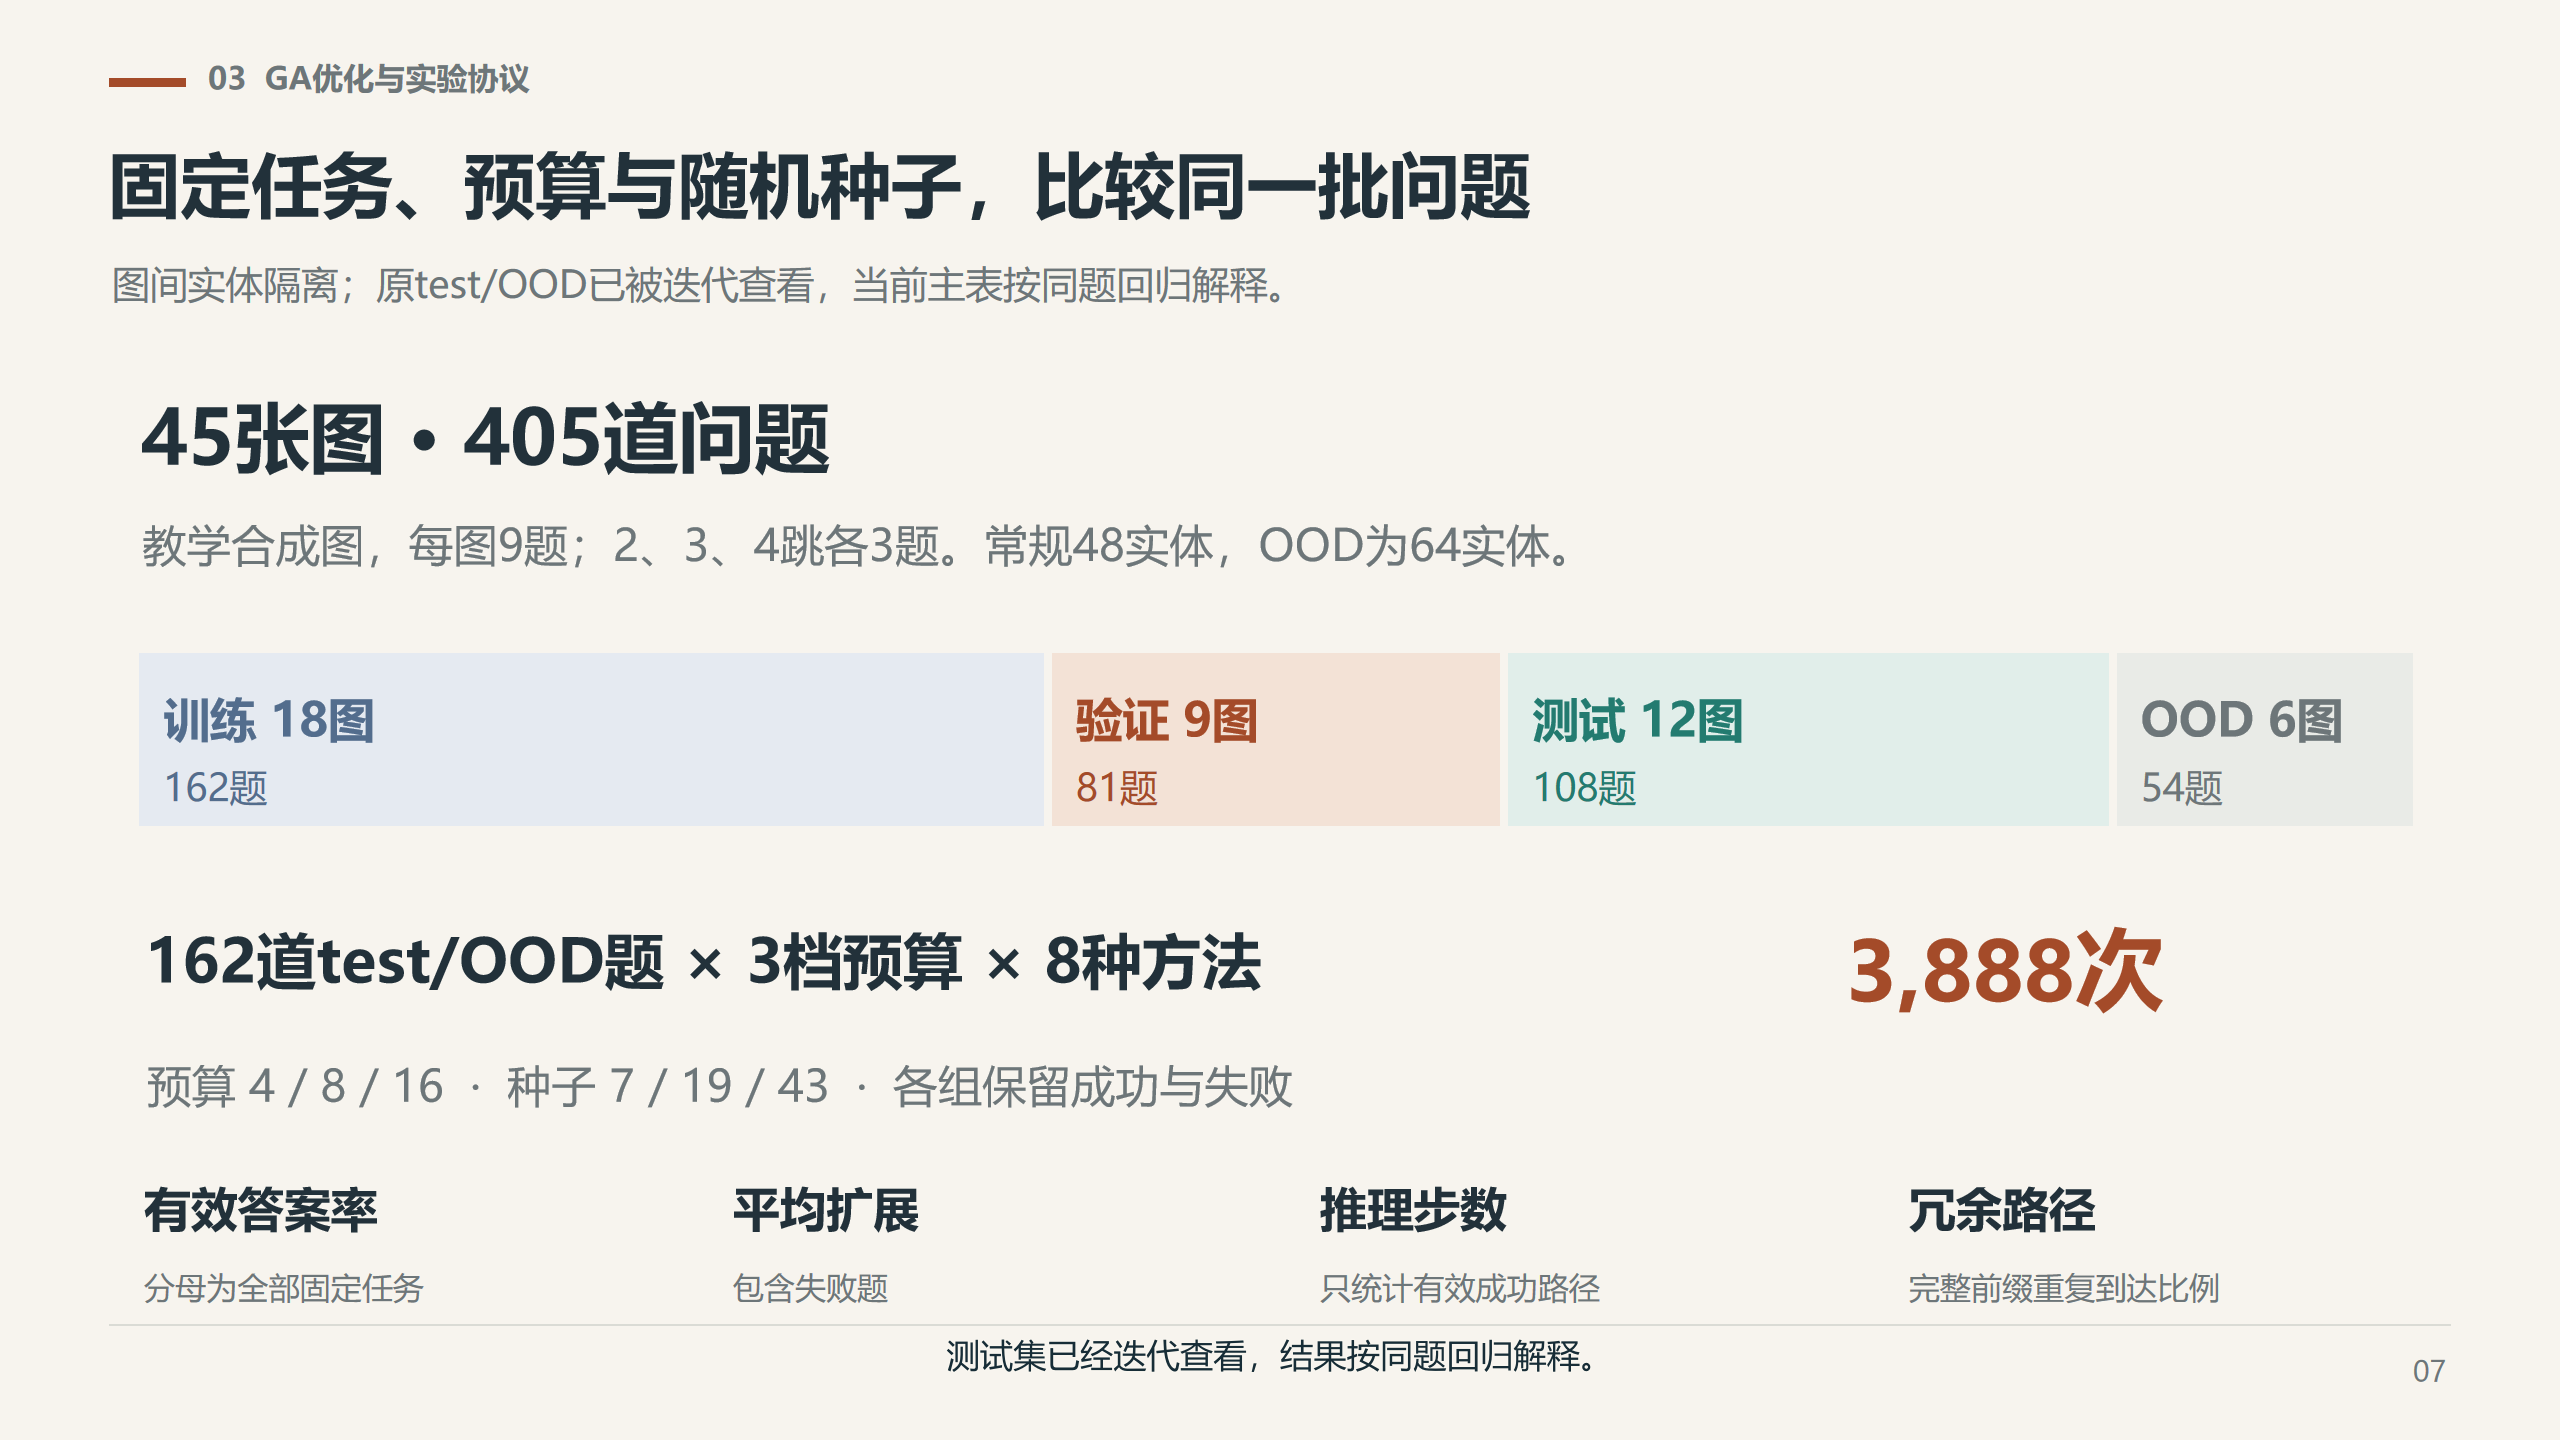 03 GA优化与实验协议
固定任务、预算与随机种子，比较同一批问题
图间实体隔离；原test/OOD已被迭代查看，当前主表按同题回归解释。
45张图 • 405道问题
教学合成图，每图9题；2、3、4跳各3题。常规48实体，OOD为64实体。
训练 18图
162题
验证 9图
81题
测试 12图
108题
OOD 6图
54题
162道test/OOD题 × 3档预算 × 8种方法
3,888次
预算 4 / 8 / 16 · 种子 7 / 19 / 43 · 各组保留成功与失败
有效答案率
分母为全部固定任务
平均扩展
包含失败题
推理步数
只统计有效成功路径
冗余路径
完整前缀重复到达比例
测试集已经迭代查看，结果按同题回归解释。
07